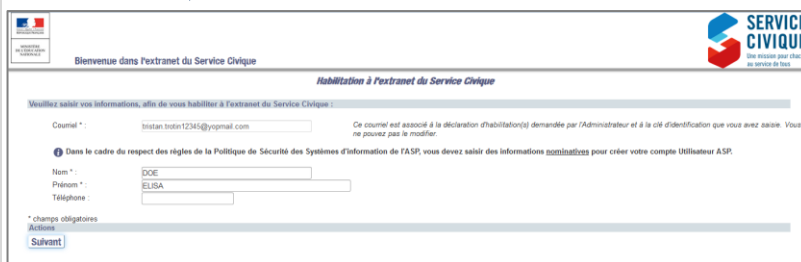 MINISTÈRE
DE L'ÉDUCATION
NATIONALE
SERVICE
CIVIQUE
Une mission pour chac
au service de tous
Bienvenue dans l'extranet du Service Civique
Habilitation à l'extranet du Service Civique
Veuillez saisir vos informations, afin de vous habiliter à l'extranet du Service Civique :
Courriel * : tristan.trotin12345@yopmail.com Ce courriel est associé à la déclaration d'habilitation(s) demandée par l'Administrateur et à la clé d'identification que vous avez saisie. Vous
ne pouvez pas le modifier.
Dans le cadre du respect des règles de la Politique de Sécurité des Systèmes d'information de l'ASP, vous devez saisir des informations nominatives pour créer votre compte Utilisateur ASP.
Nom * : DOE
Prénom * : ELISA
Téléphone :
* champs obligatoires
Actions
Suivant